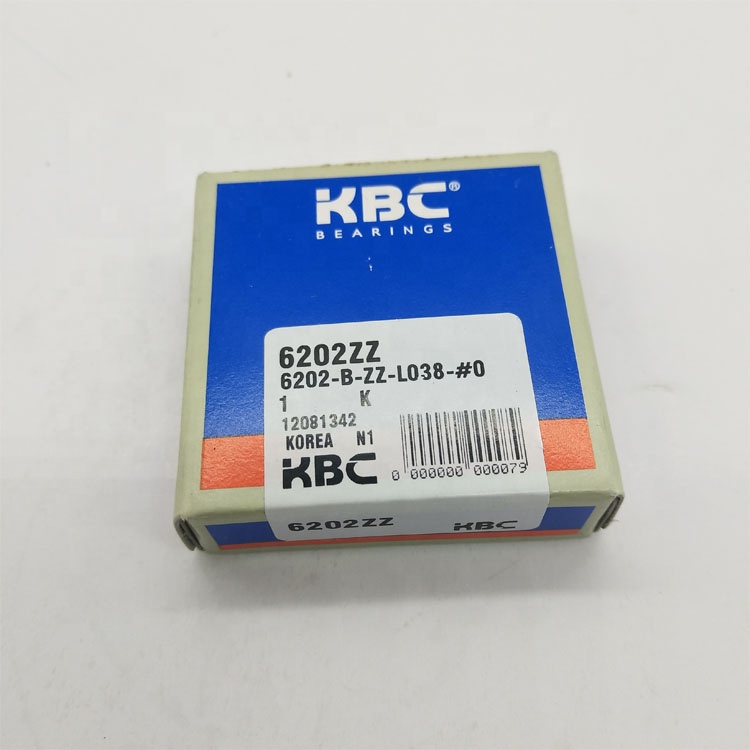 KBC®
BEARINGS
6202ZZ
6202-B-ZZ-L038-#0
1 K
12081342
KOREA N1
KBC
0 000000 000079
6202ZZ KBC